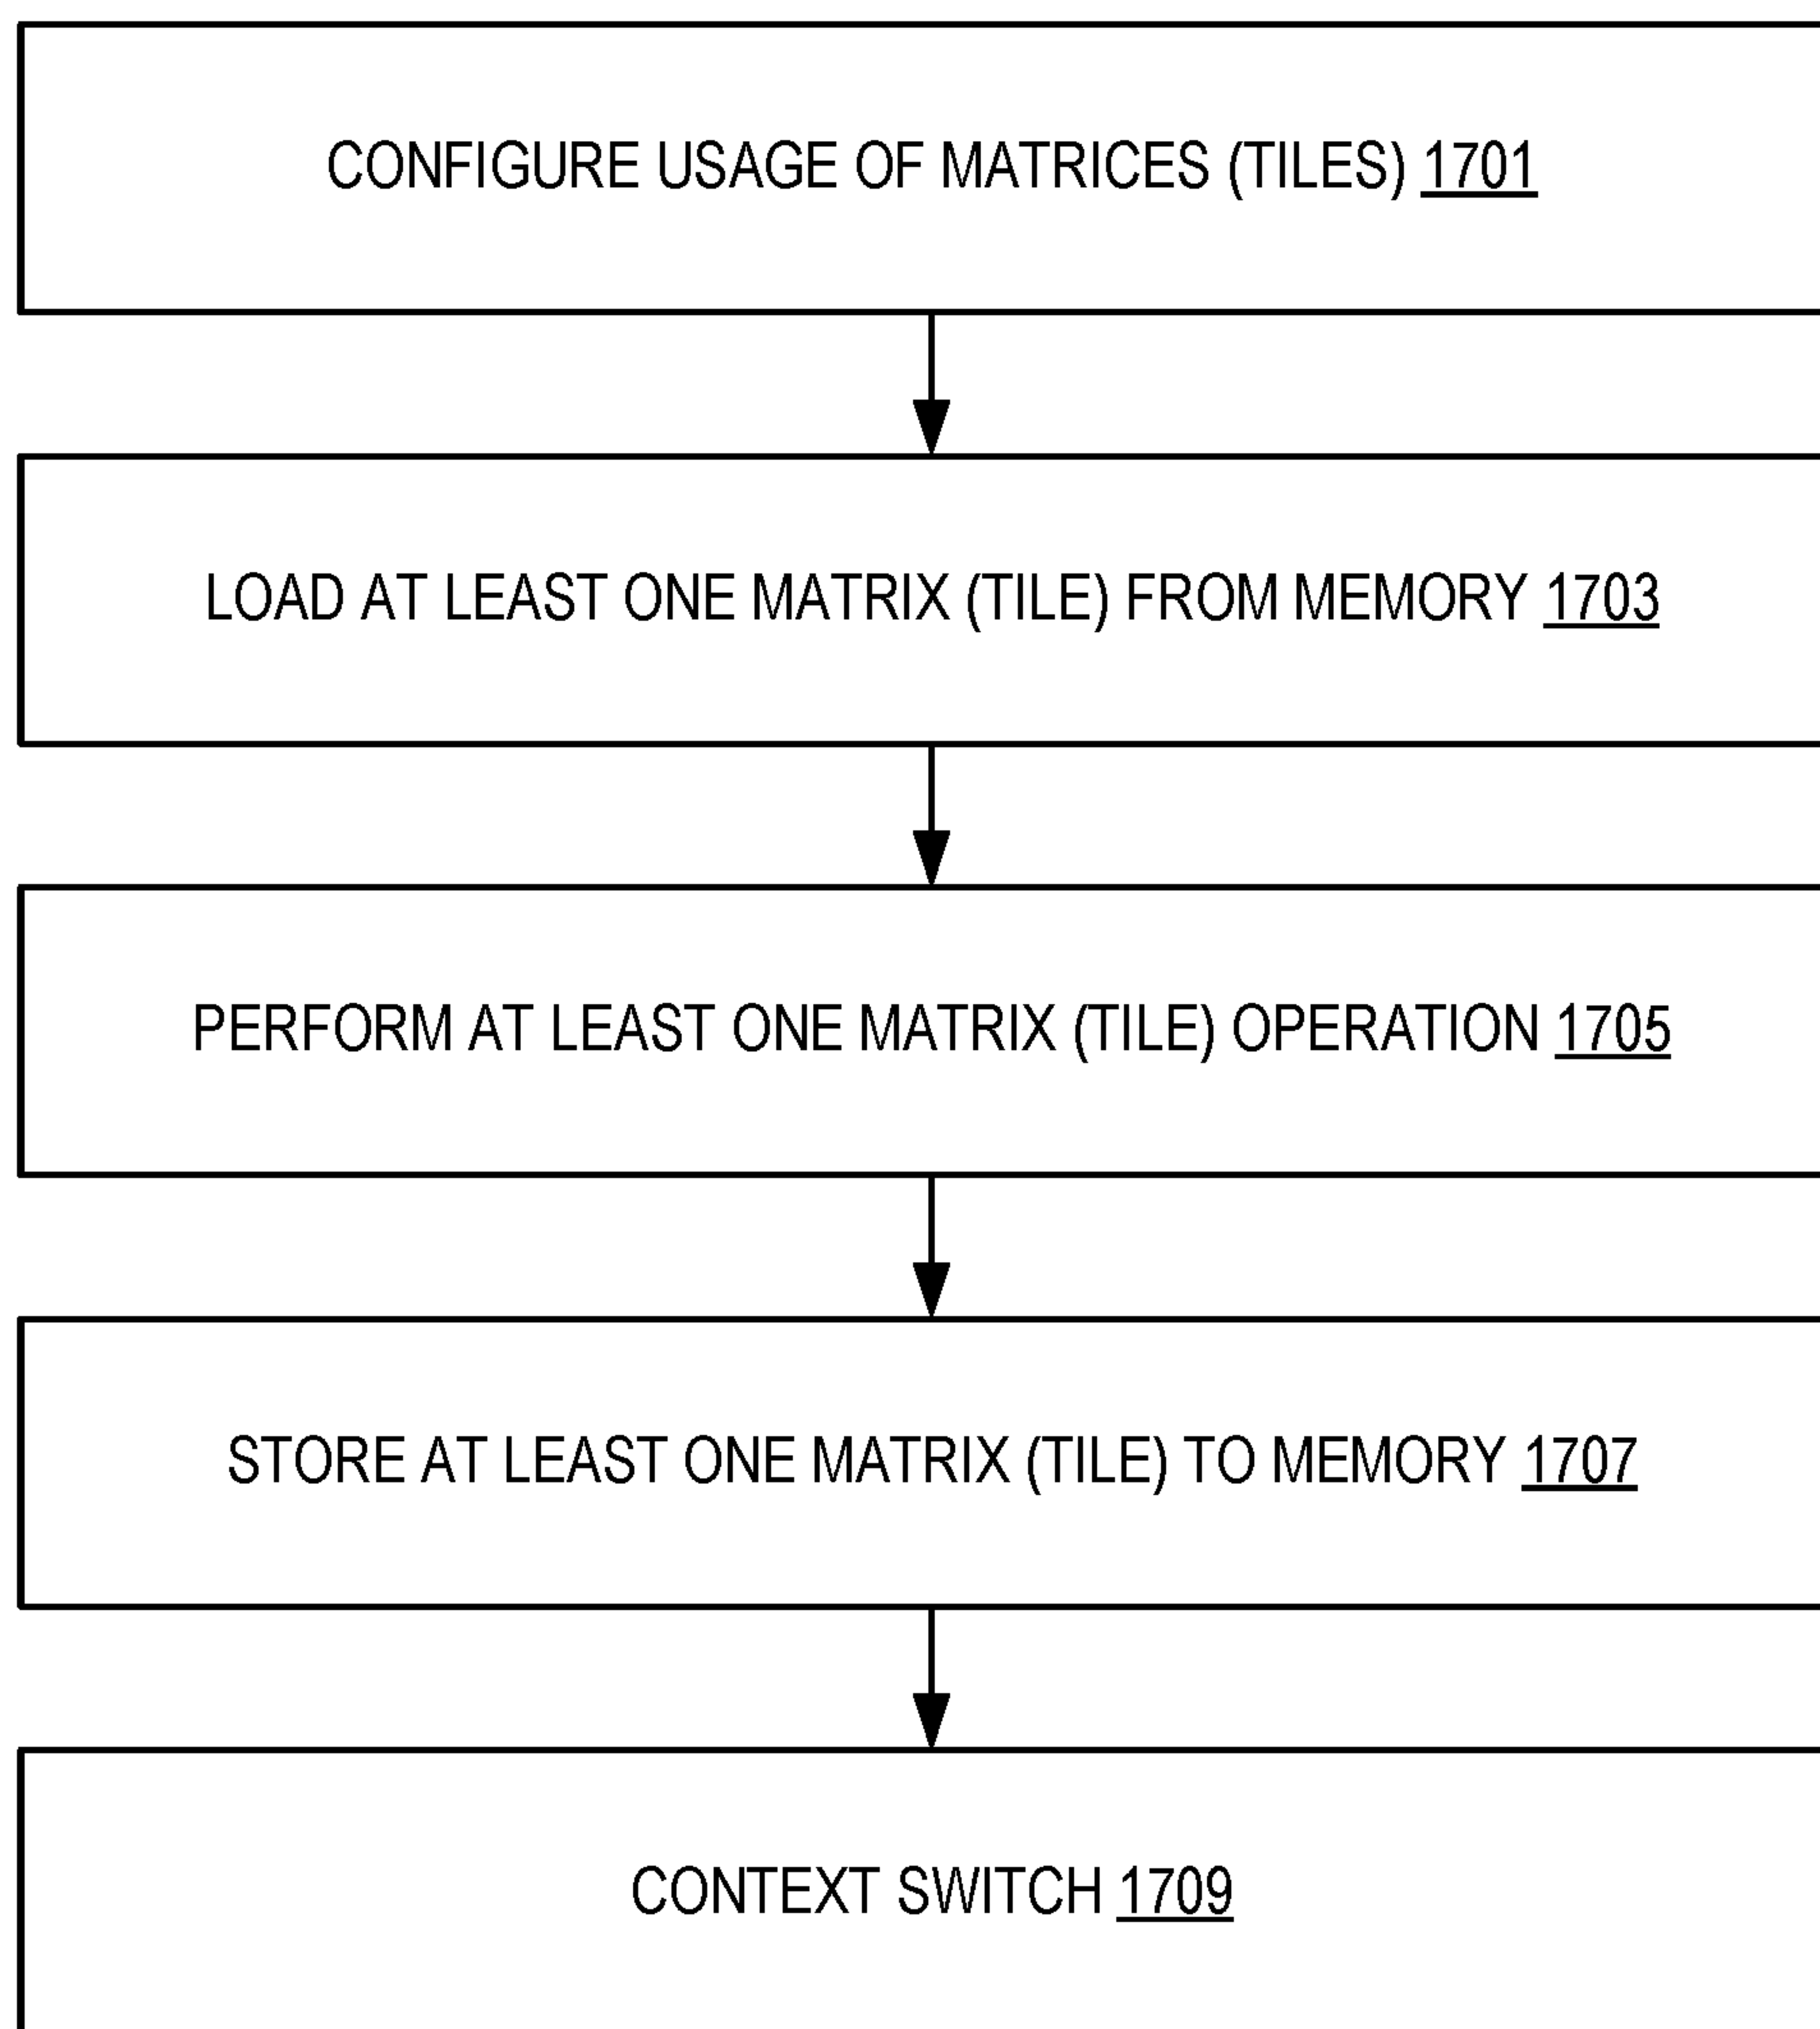 CONFIGURE USAGE OF MATRICES (TILES) 1701
LOAD AT LEAST ONE MATRIX (TILE) FROM MEMORY 1703
PERFORM AT LEAST ONE MATRIX (TILE) OPERATION 1705
STORE AT LEAST ONE MATRIX (TILE) TO MEMORY 1707
CONTEXT SWITCH 1709